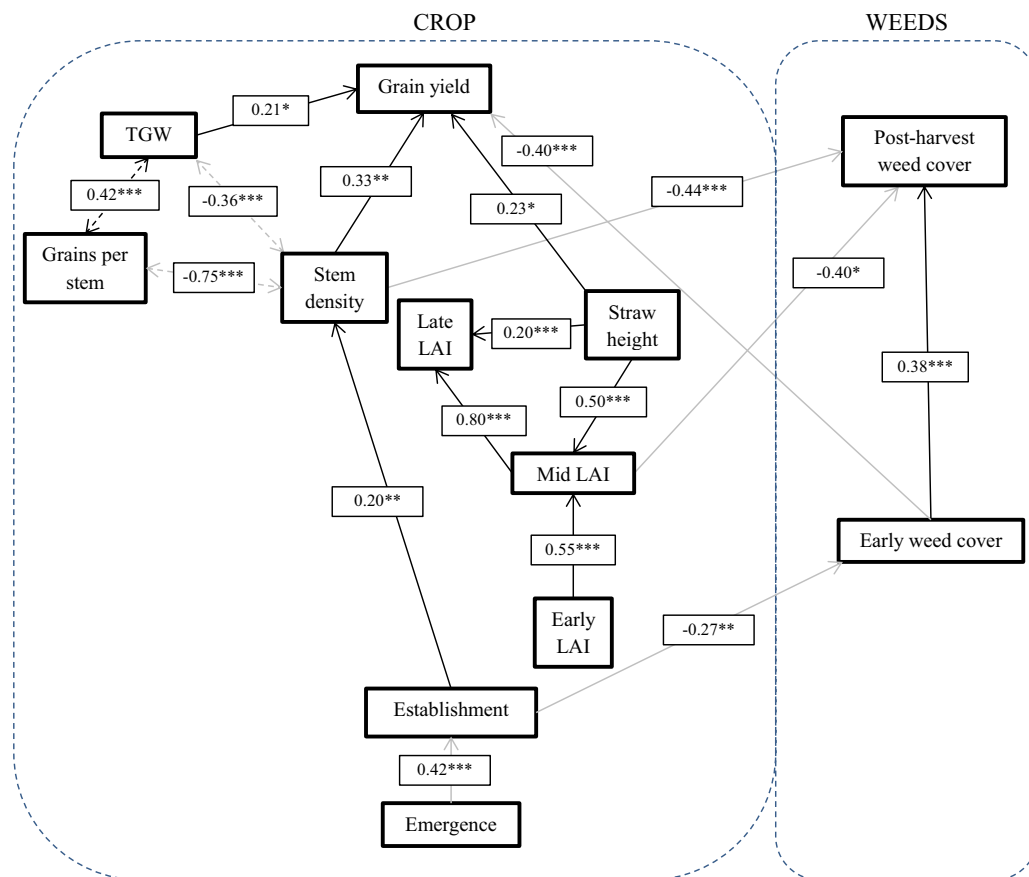 CROP
WEEDS
Grain yield
0.21*
TGW
Post-harvest
weed cover
-0.40***
0.33**
0.42***
-0.36***
-0.44***
0.23*
Grains per
stem
-0.75***
Stem
density
-0.40*
Late
LAI
0.20***
Straw
height
0.38***
0.50***
0.80***
Mid LAI
0.20**
0.55***
Early weed cover
Early
LAI
-0.27**
Establishment
0.42***
Emergence